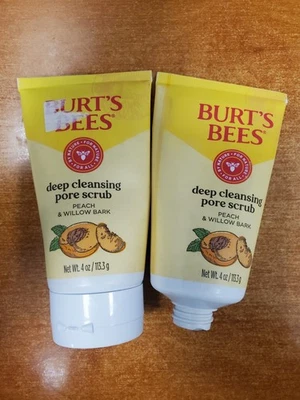 BURT'S
BEES
deep cleansing
pore scrub
PEACH
& WILLOW BARK
Net Wt. 4 oz / 113.3 g
BURT'S
BEES
deep cleansing
pore scrub
PEACH
& WILLOW BARK
Net Wt. 4 oz / 113.3 g